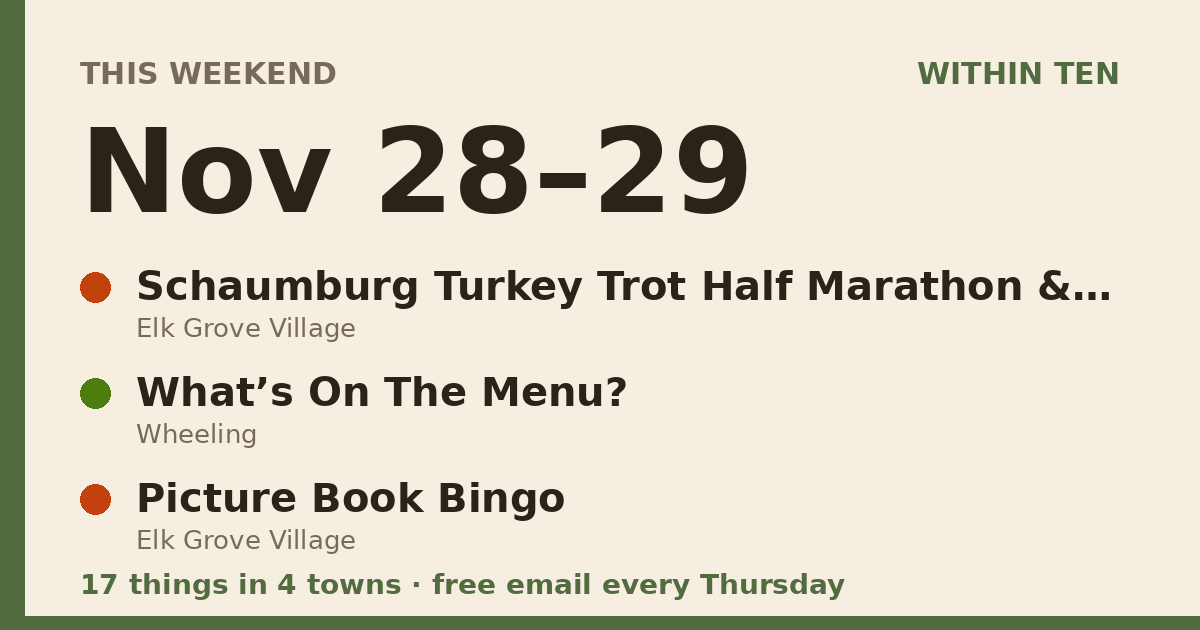 THIS WEEKEND
WITHIN TEN
Nov 28–29
Schaumburg Turkey Trot Half Marathon &…
Elk Grove Village
What’s On The Menu?
Wheeling
Picture Book Bingo
Elk Grove Village
17 things in 4 towns · free email every Thursday